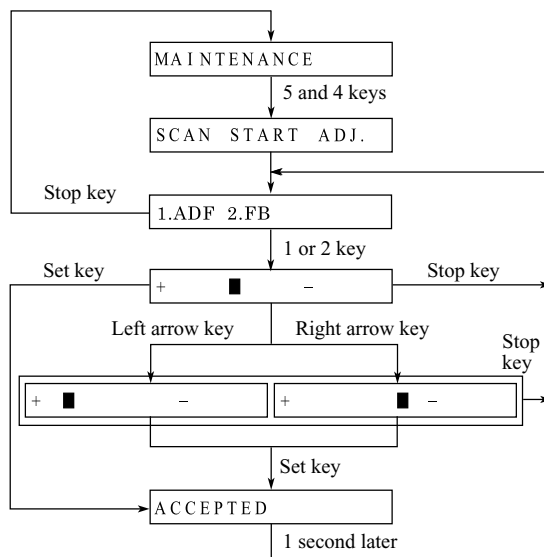 MAINTENANCE
5 and 4 keys
SCAN START ADJ.
Stop key
1.ADF 2.FB
1 or 2 key
Set key
Stop key
+ –
Left arrow key
Right arrow key
Stop
key
+ –
+ –
Set key
ACCEPTED
1 second later